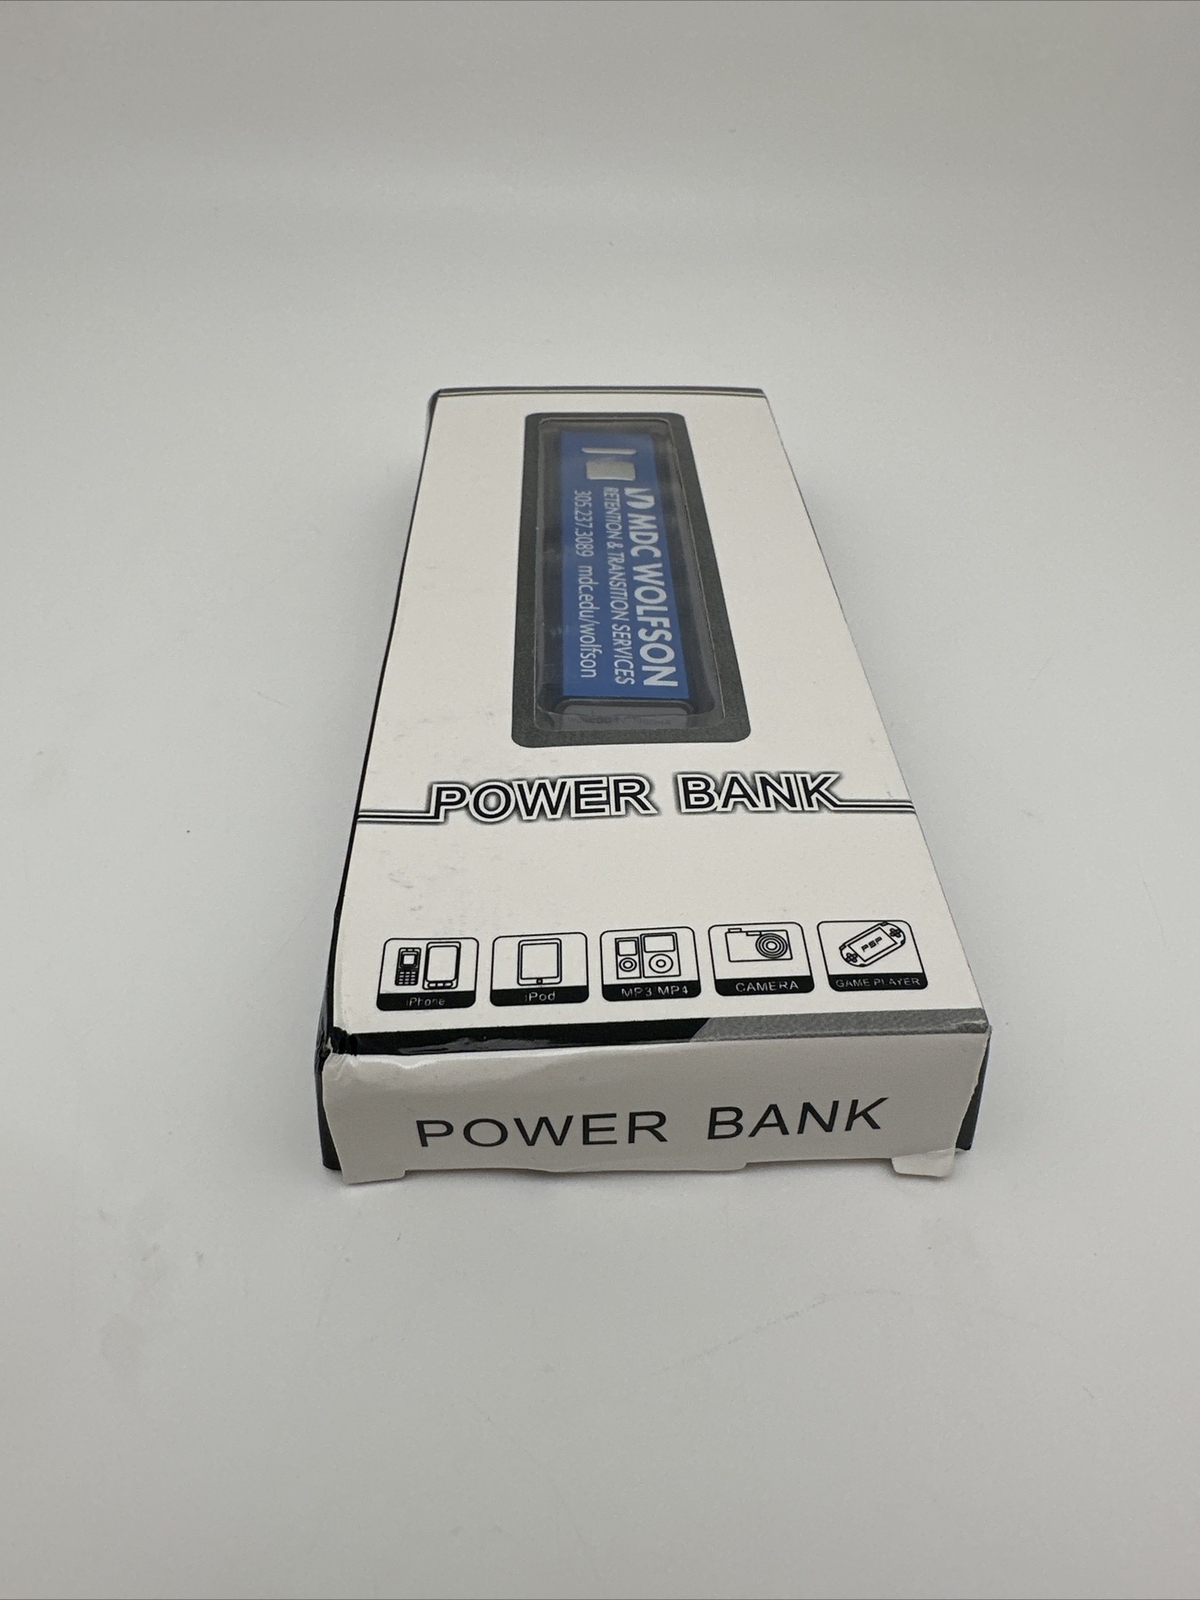 MDC WOLFSON
RETENTION & TRANSITION SERVICES
305.237.3089 mdc.edu/wolfson
POWER BANK
iPhone
iPod
MP3/MP4
CAMERA
PSP
GAME PLAYER
POWER BANK